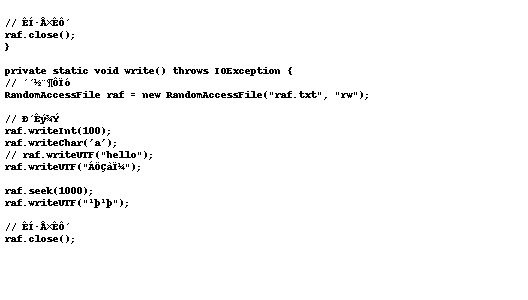 // ÊÍ·Å×ÊÔ´
raf.close();
}
private static void write() throws IOException {
// ´´½¨¶ÔÏó
RandomAccessFile raf = new RandomAccessFile("raf.txt", "rw");
// Ð´Êý¾Ý
raf.writeInt(100);
raf.writeChar('a');
// raf.writeUTF("hello");
raf.writeUTF("ÁÖÇàÏ¼");
raf.seek(1000);
raf.writeUTF("¹þ¹þ");
// ÊÍ·Å×ÊÔ´
raf.close();